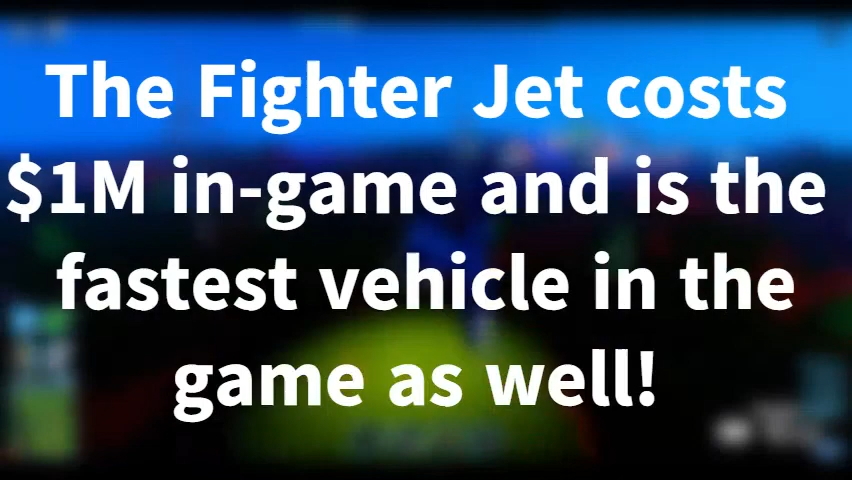 The Fighter Jet costs
$1M in-game and is the
fastest vehicle in the
game as well!